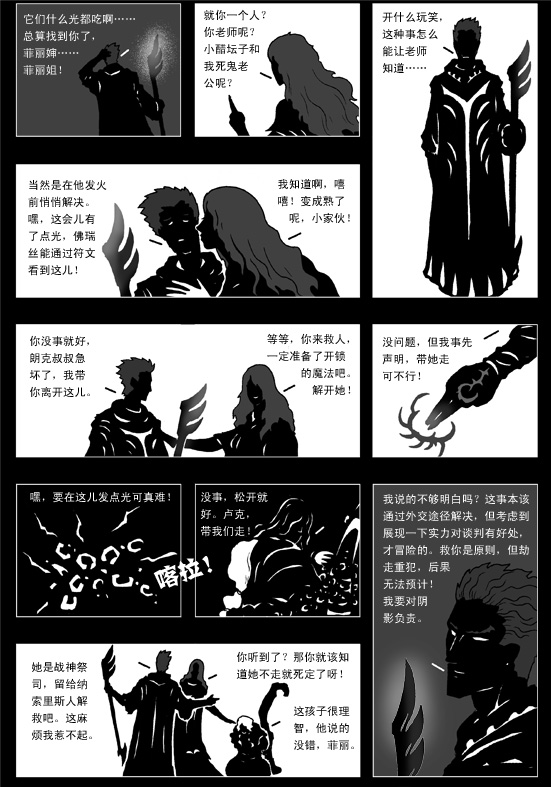 它们什么光都吃啊……
总算找到你了，
菲丽婶……
菲丽姐！
就你一个人？
你老师呢？
小醋坛子和
我死鬼老
公呢？
开什么玩笑，
这种事怎么
能让老师
知道……
当然是在他发火
前悄悄解决。
嘿，这会儿有
了点光，佛瑞
丝能通过符文
看到这儿！
我知道啊，嘻
嘻！变成熟了
呢，小家伙！
你没事就好，
朗克叔叔急
坏了，我带
你离开这儿。
等等，你来救人，
一定准备了开锁
的魔法吧。
解开她！
没问题，但我事先
声明，带她走
可不行！
嘿，要在这儿发点光可真难！
喀拉！
没事，松开就
好。卢克，
带我们走！
我说的不够明白吗？这事本该
通过外交途径解决，但考虑到
展现一下实力对谈判有好处，
才冒险的。救你是原则，但劫
走重犯，后果
无法预计！
我要对阴
影负责。
她是战神祭
司，留给纳
索里斯人解
救吧。这麻
烦我惹不起。
你听到了？那你就该知
道她不走就死定了呀！
这孩子很理
智，他说的
没错，菲丽。